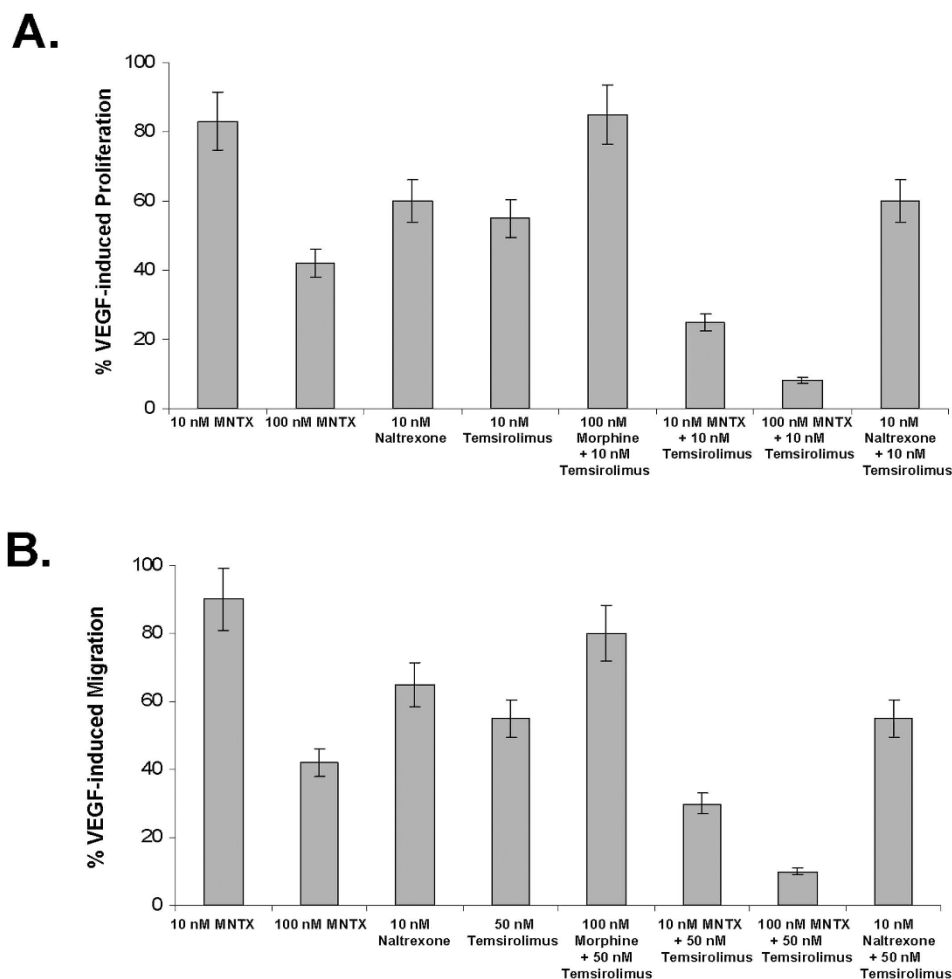 A.
% VEGF-induced Proliferation
100
80
60
40
20
0
10 nM MNTX
100 nM MNTX
10 nM
Naltrexone
10 nM
Temsirolimus
100 nM
Morphine
+ 10 nM
Temsirolimus
10 nM MNTX
+ 10 nM
Temsirolimus
100 nM MNTX
+ 10 nM
Temsirolimus
10 nM
Naltrexone
+ 10 nM
Temsirolimus
B.
% VEGF-induced Migration
100
80
60
40
20
0
10 nM MNTX
100 nM MNTX
10 nM
Naltrexone
50 nM
Temsirolimus
100 nM
Morphine
+ 50 nM
Temsirolimus
10 nM MNTX
+ 50 nM
Temsirolimus
100 nM MNTX
+ 50 nM
Temsirolimus
10 nM
Naltrexone
+ 50 nM
Temsirolimus